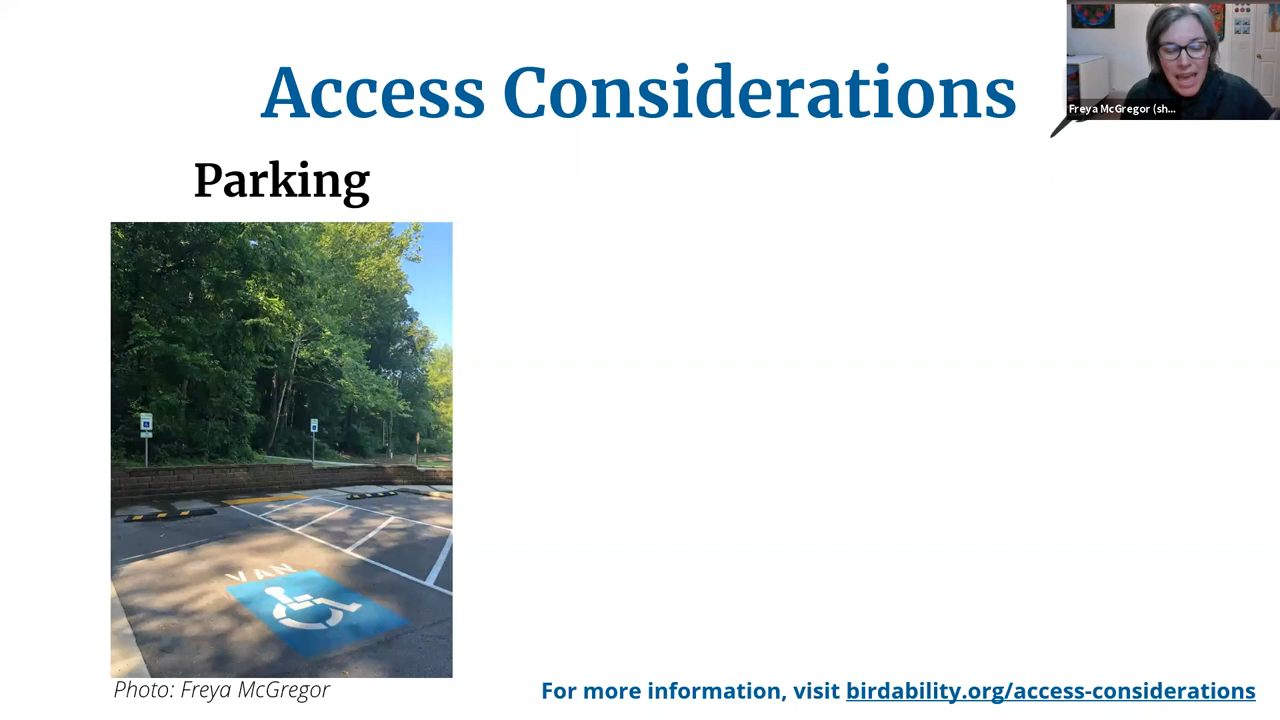 Access Considerations
Freya McGregor (sh...
Parking
VAN
Photo: Freya McGregor
For more information, visit birdability.org/access-considerations